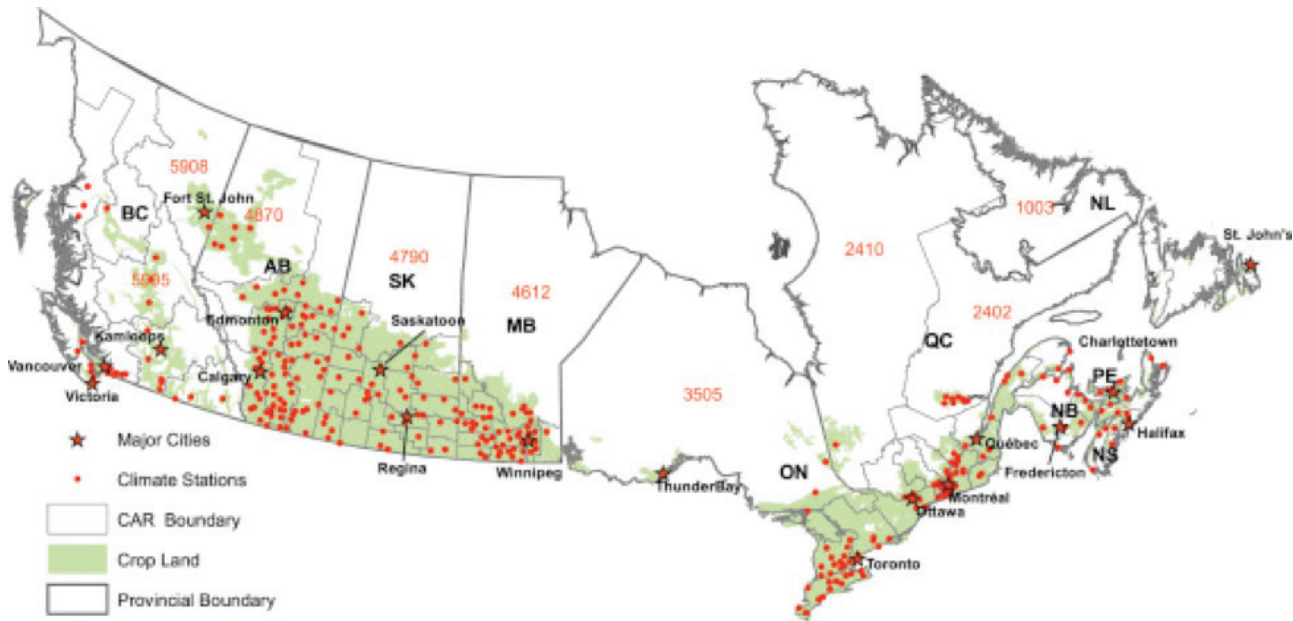 5908
Fort St. John
BC
4870
1003
NL
2410
St. John's
4790
5905
AB
SK
4612
2402
Edmonton
Saskatoon
MB
QC
Charlottetown
Kamloops
Vancouver
Calgary
PE
Victoria
3505
NB
Major Cities
Québec
Halifax
NS
Regina
Winnipeg
Fredericton
Climate Stations
ThunderBay
ON
Montréal
Ottawa
CAR Boundary
Crop Land
Toronto
Provincial Boundary